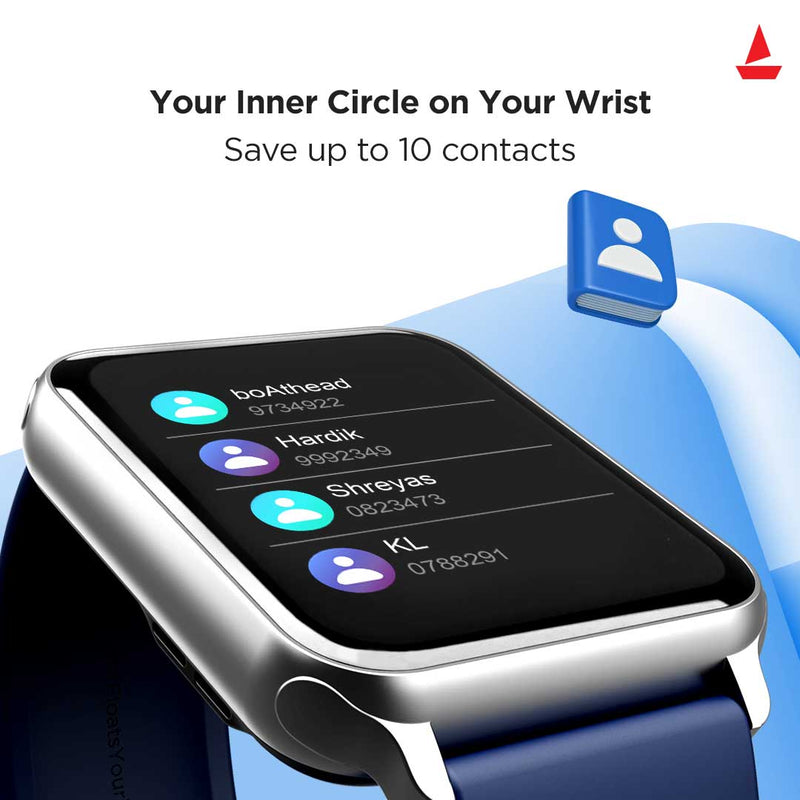 Your Inner Circle on Your Wrist
Save up to 10 contacts
boAthead
9734922
Hardik
9992349
Shreyas
0823473
KL
0788291
FloatsYour